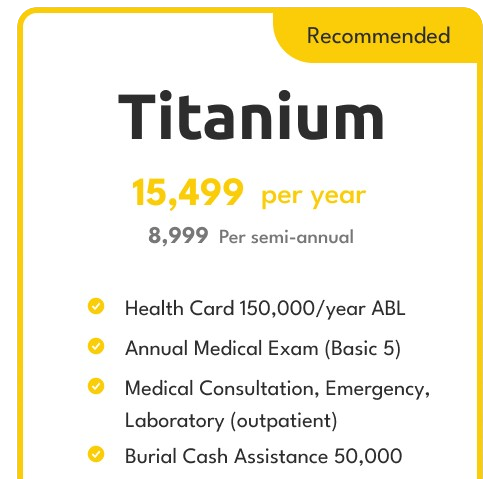 Recommended
Titanium
15,499 per year
8,999 Per semi-annual
Health Card 150,000/year ABL
Annual Medical Exam (Basic 5)
Medical Consultation, Emergency,
Laboratory (outpatient)
Burial Cash Assistance 50,000